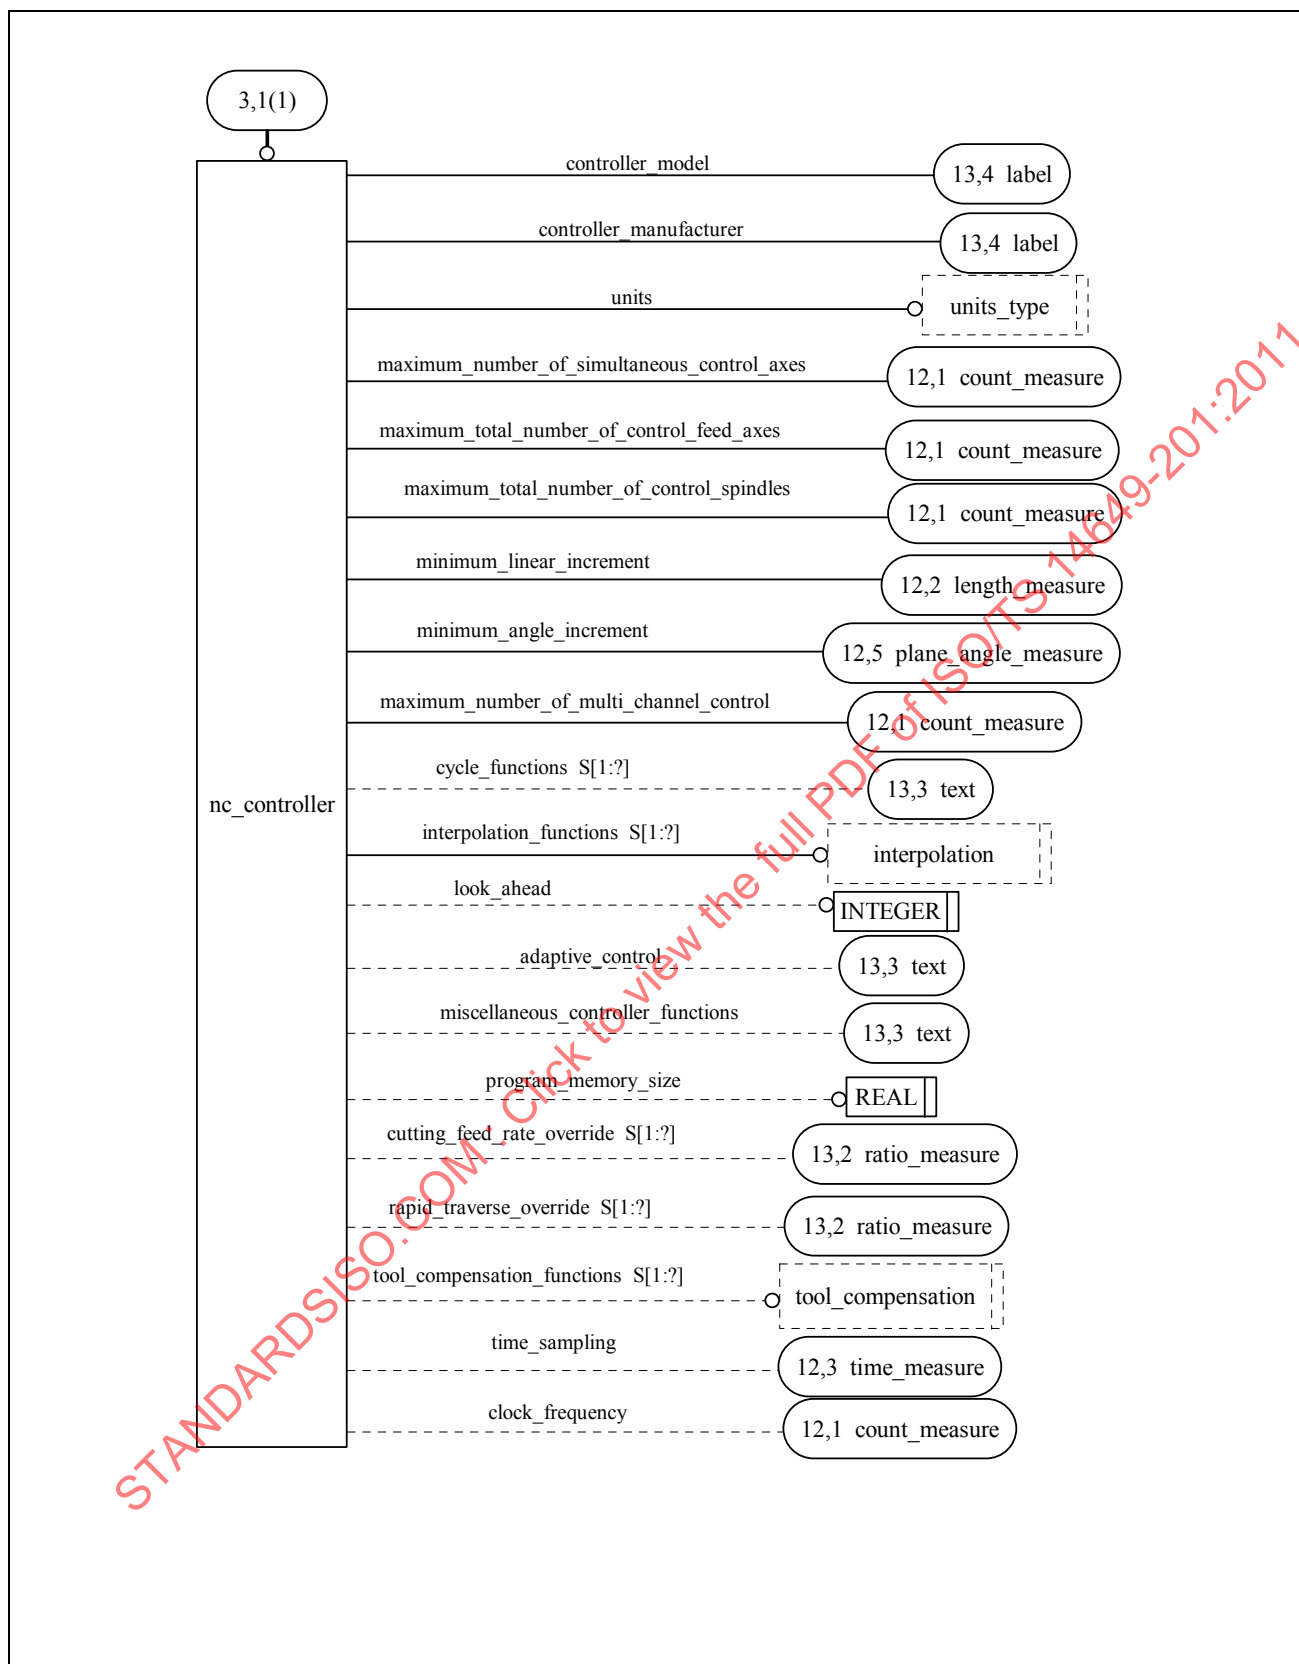 3,1(1)
controller_model
13,4 label
controller_manufacturer
13,4 label
units
units_type
maximum_number_of_simultaneous_control_axes
12,1 count_measure
maximum_total_number_of_control_feed_axes
12,1 count_measure
maximum_total_number_of_control_spindles
12,1 count_measure
minimum_linear_increment
12,2 length_measure
minimum_angle_increment
12,5 plane_angle_measure
maximum_number_of_multi_channel_control
12,1 count_measure
cycle_functions S[1:?]
13,3 text
nc_controller
interpolation_functions S[1:?]
interpolation
look_ahead
INTEGER
adaptive_control
13,3 text
miscellaneous_controller_functions
13,3 text
program_memory_size
REAL
cutting_feed_rate_override S[1:?]
13,2 ratio_measure
rapid_traverse_override S[1:?]
13,2 ratio_measure
tool_compensation_functions S[1:?]
tool_compensation
time_sampling
12,3 time_measure
clock_frequency
12,1 count_measure
STANDARDSISO.COM : Click to view the full PDF of ISO/TS 14649-201:2011